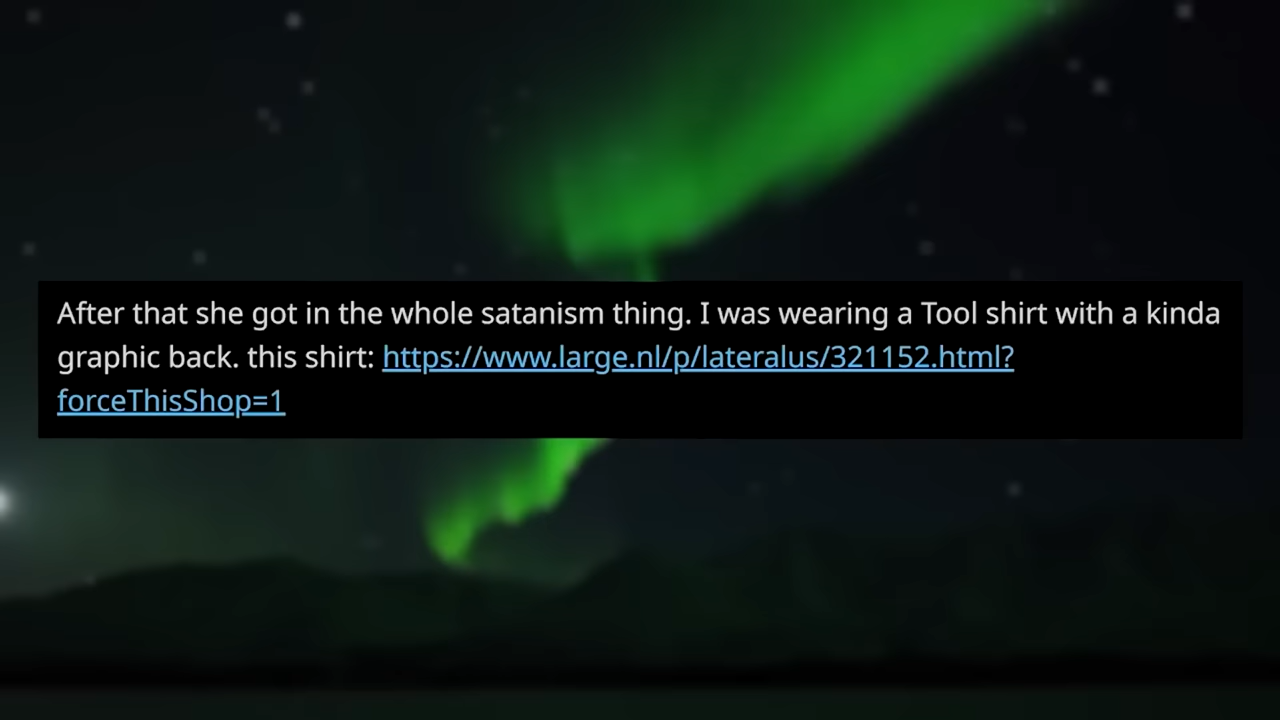 After that she got in the whole satanism thing. I was wearing a Tool shirt with a kinda
graphic back. this shirt: https://www.large.nl/p/lateralus/321152.html?
forceThisShop=1